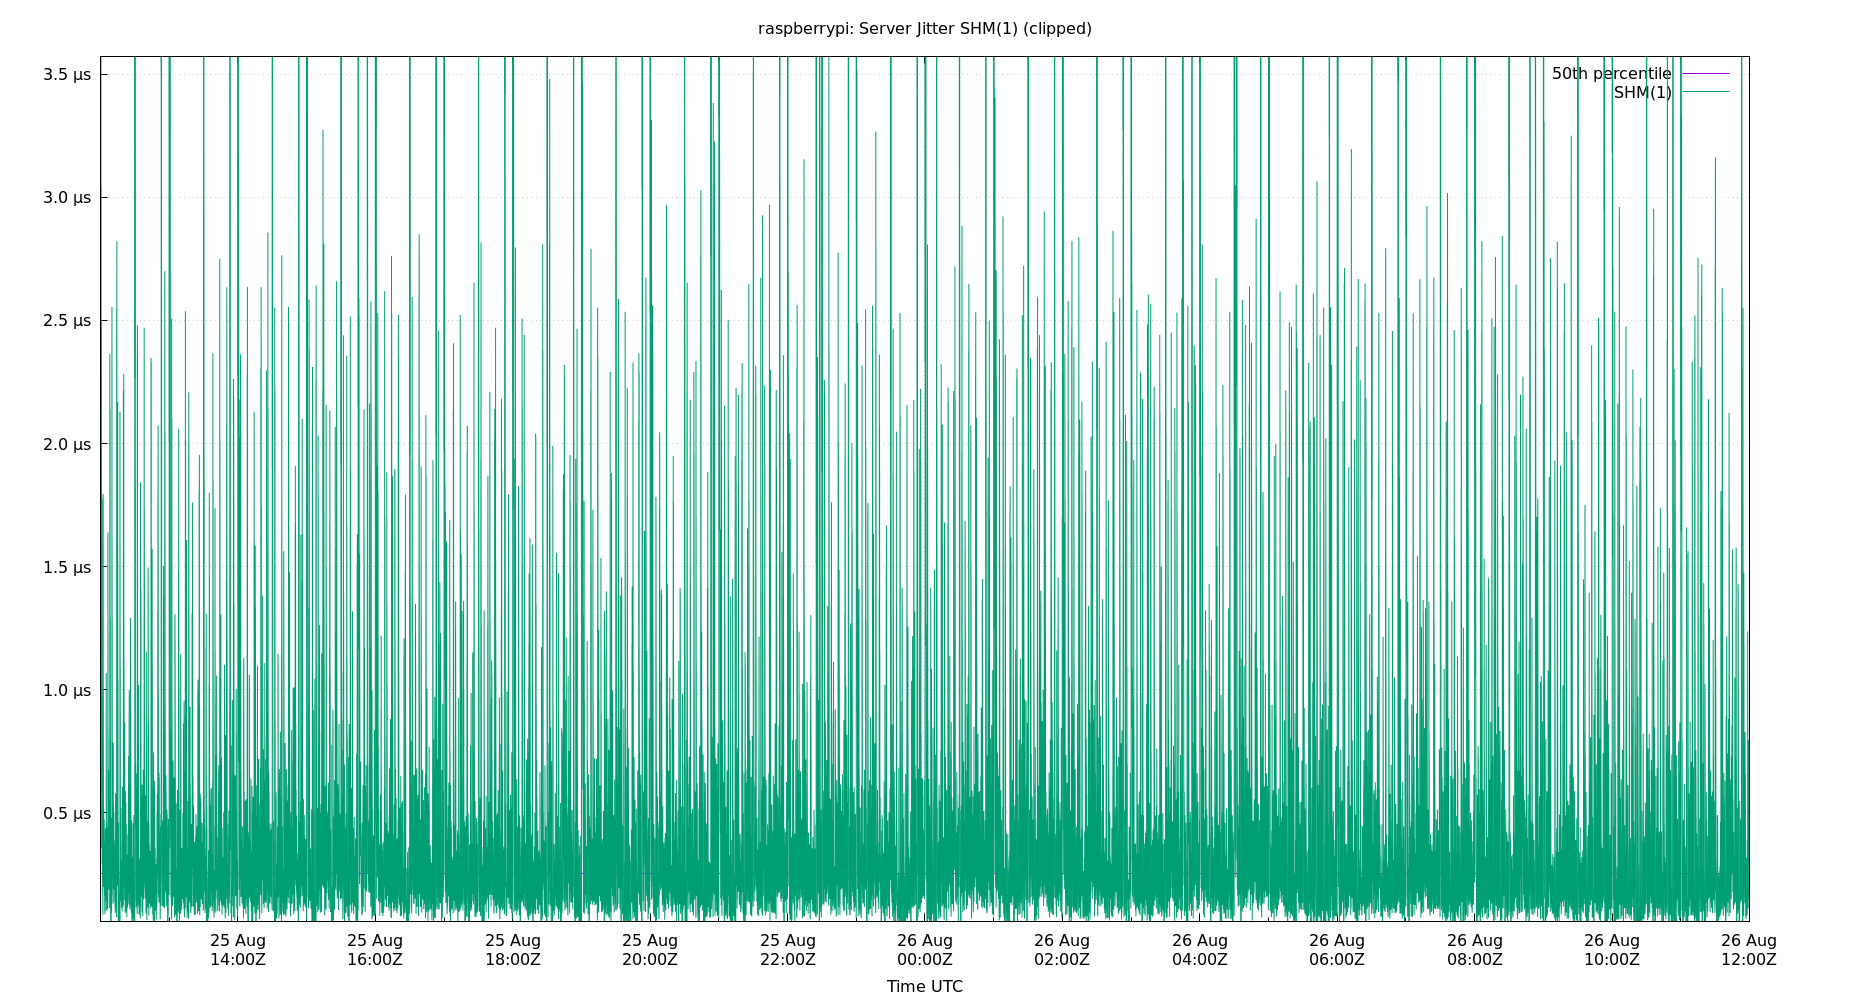 raspberrypi: Server Jitter SHM(1) (clipped)
3.5 µs
3.0 µs
2.5 µs
2.0 µs
1.5 µs
1.0 µs
0.5 µs
50th percentile
SHM(1)
25 Aug 25 Aug 25 Aug 25 Aug 25 Aug 26 Aug 26 Aug 26 Aug 26 Aug 26 Aug 26 Aug 26 Aug
14:00Z 16:00Z 18:00Z 20:00Z 22:00Z 00:00Z 02:00Z 04:00Z 06:00Z 08:00Z 10:00Z 12:00Z
Time UTC